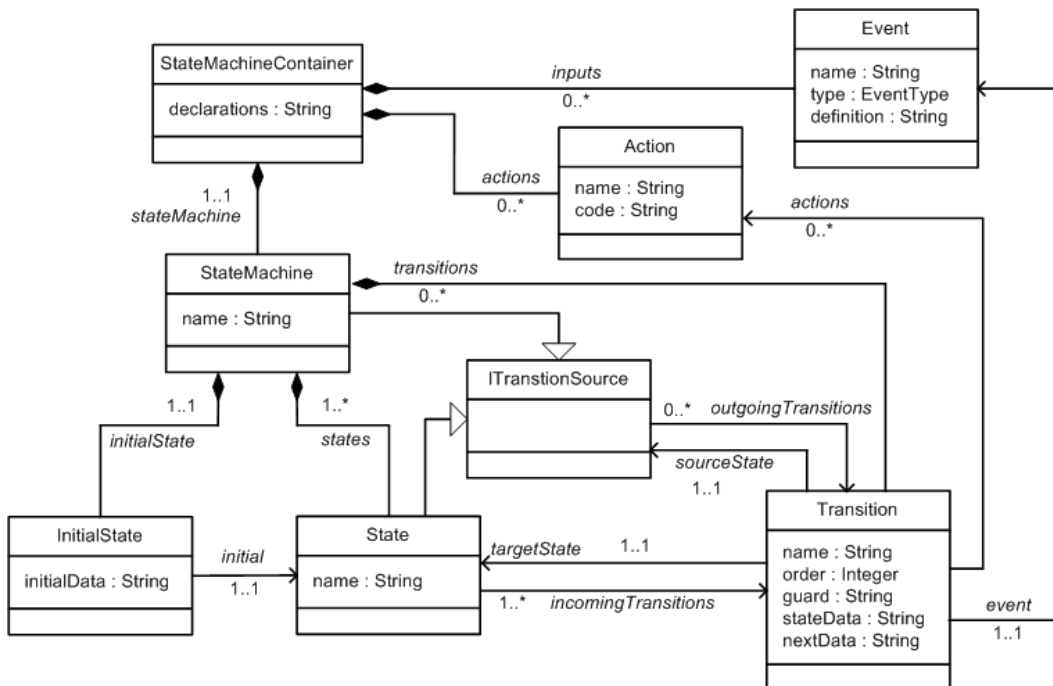 Event
name : String
type : EventType
definition : String
StateMachineContainer
declarations : String
inputs
0..*
Action
name : String
code : String
actions
0..*
actions
0..*
1..1
stateMachine
StateMachine
name : String
transitions
0..*
ITranstionSource
0..*
outgoingTransitions
sourceState
1..1
1..1
initialState
1..*
states
InitialState
initialData : String
initial
1..1
State
name : String
targetState
1..1
1..*
incomingTransitions
Transition
name : String
order : Integer
guard : String
stateData : String
nextData : String
event
1..1